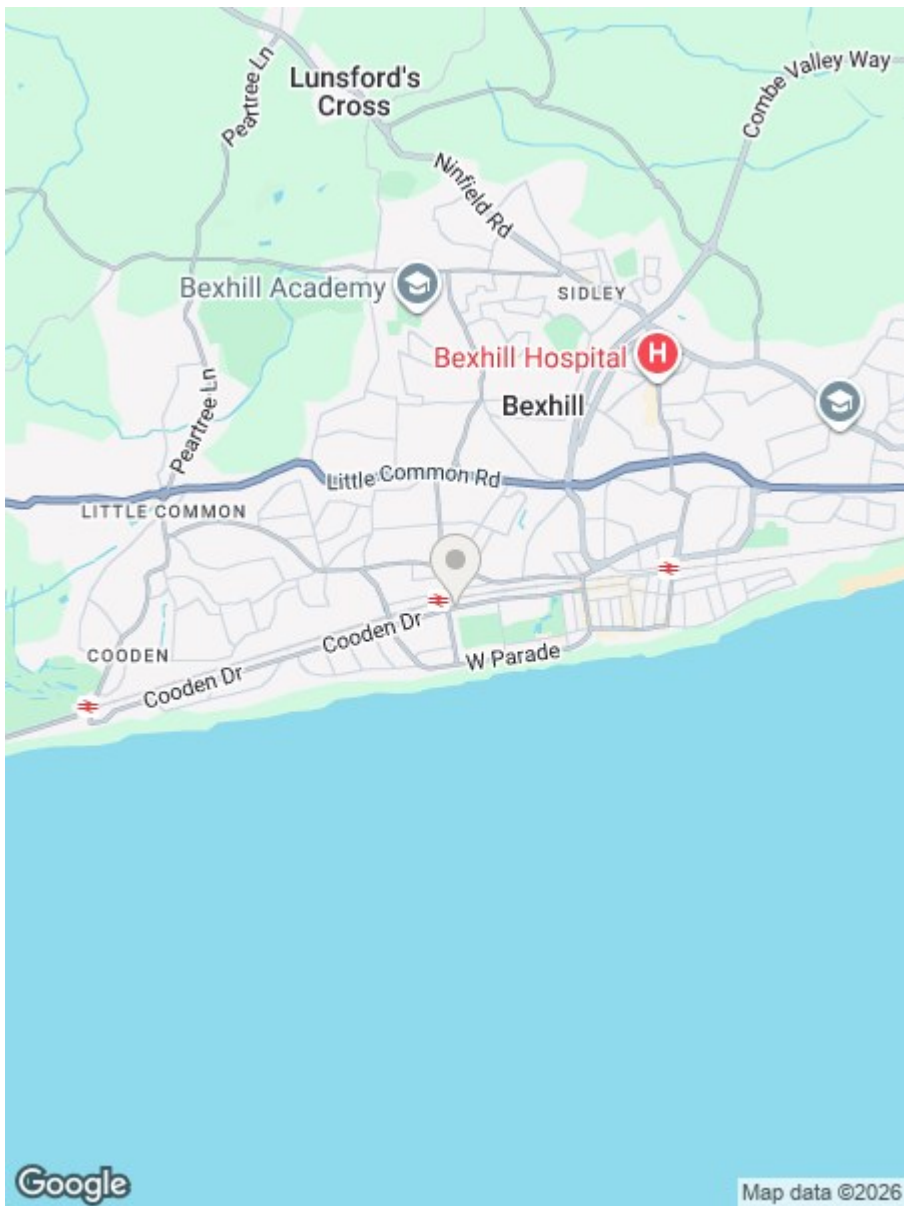 Lunsford's
Cross
Peartree Ln
Combe Valley Way
Ninfield Rd
Bexhill Academy
SIDLEY
Bexhill Hospital
H
Bexhill
Peartree Ln
Little Common Rd
LITTLE COMMON
Cooden Dr
COODEN
W Parade
Cooden Dr
Google
Map data ©2026